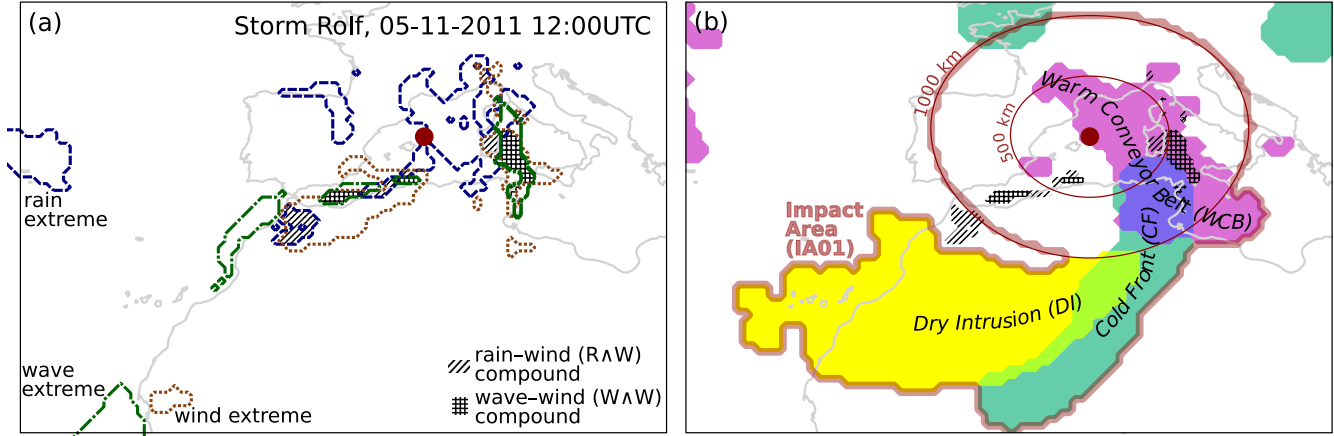 (a)
Storm Rolf, 05-11-2011 12:00UTC
rain
extreme
wave
extreme
wind extreme
rain–wind (R∧W)
compound
wave–wind (W∧W)
compound
(b)
1000 km
500 km
Warm Conveyor Belt (WCB)
Impact
Area
(IA01)
Dry Intrusion (DI)
Cold Front (CF)